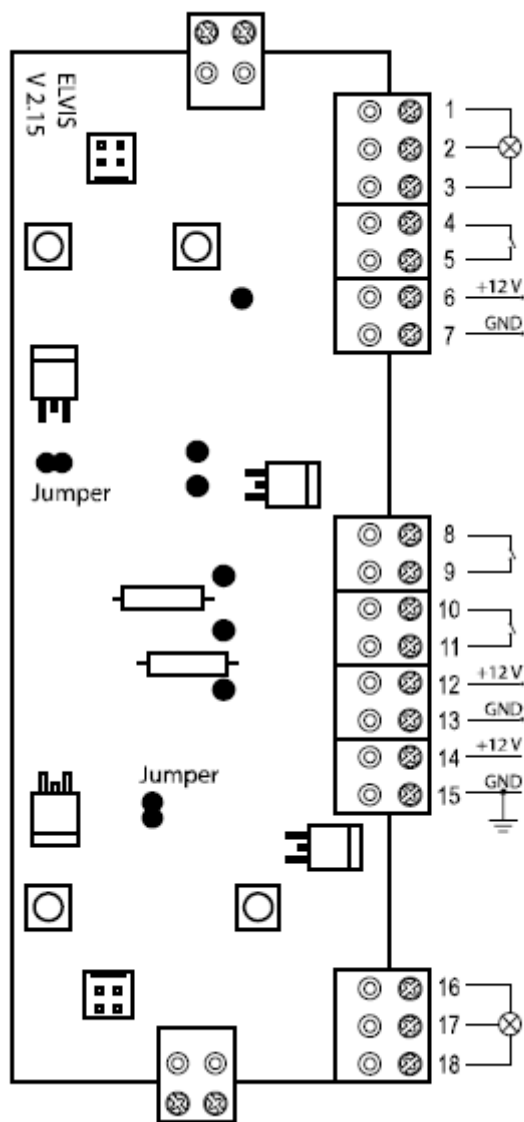 ELVIS
V 2.15
1
2
3
4
5
6 +12 V
7 GND
Jumper
8
9
10
11
12 +12 V
13 GND
14 +12 V
Jumper
15 GND
16
17
18